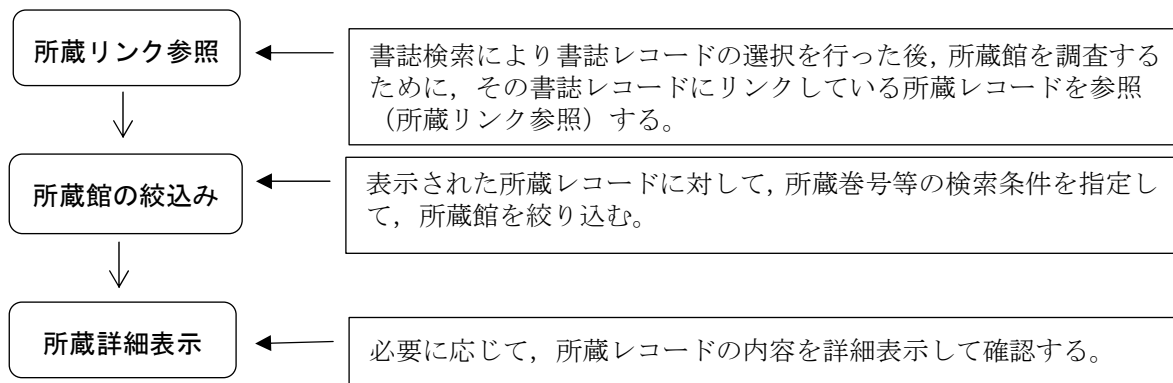 所蔵リンク参照
書誌検索により書誌レコードの選択を行った後，所蔵館を調査する
ために，その書誌レコードにリンクしている所蔵レコードを参照
（所蔵リンク参照）する。
所蔵館の絞込み
表示された所蔵レコードに対して，所蔵巻号等の検索条件を指定し
て，所蔵館を絞り込む。
所蔵詳細表示
必要に応じて，所蔵レコードの内容を詳細表示して確認する。